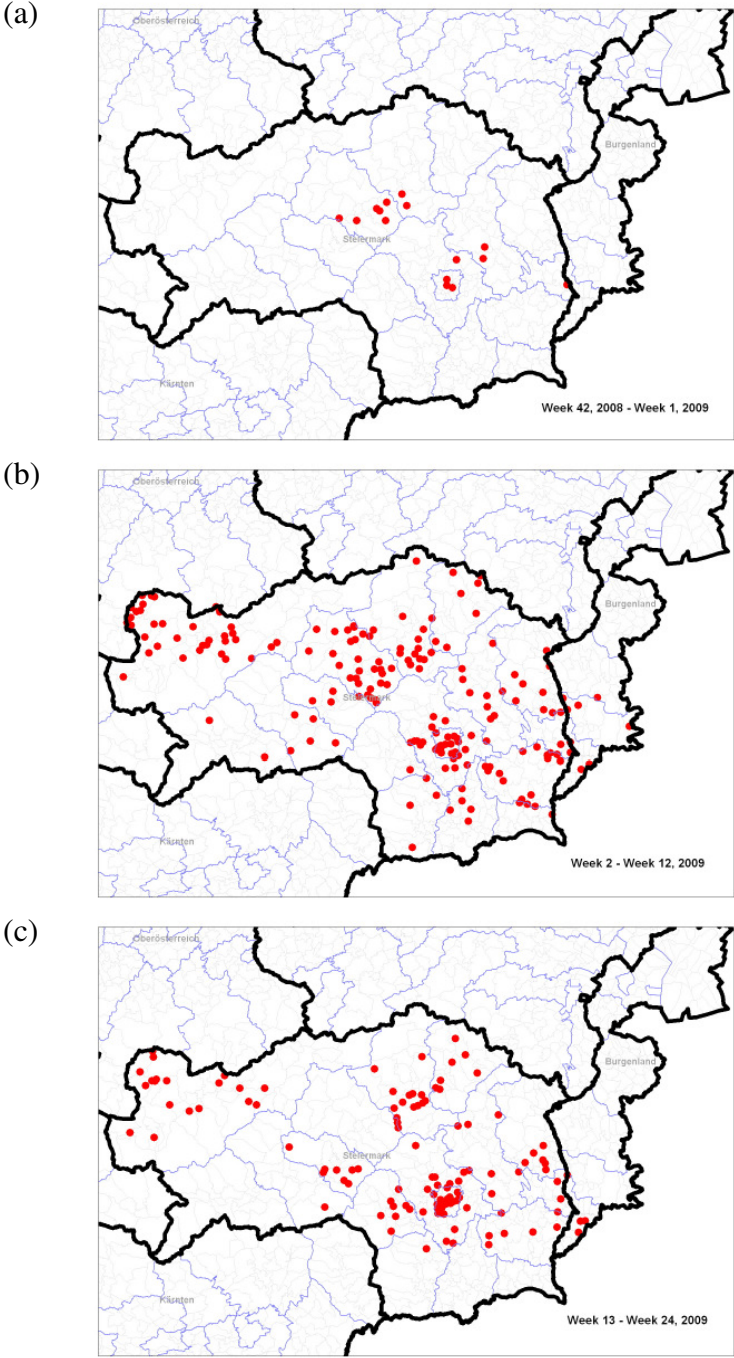 (a)
Oberösterreich
Burgenland
Steiermark
Kärnten
Week 42, 2008 - Week 1, 2009
(b)
Oberösterreich
Burgenland
Steiermark
Kärnten
Week 2 - Week 12, 2009
(c)
Oberösterreich
Burgenland
Steiermark
Kärnten
Week 13 - Week 24, 2009